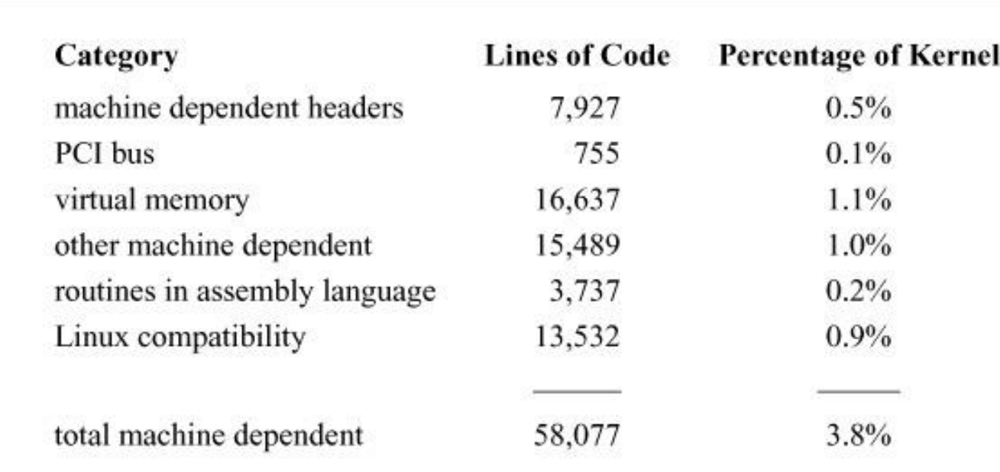 Category Lines of Code Percentage of Kernel
machine dependent headers 7,927 0.5%
PCI bus 755 0.1%
virtual memory 16,637 1.1%
other machine dependent 15,489 1.0%
routines in assembly language 3,737 0.2%
Linux compatibility 13,532 0.9%
total machine dependent 58,077 3.8%